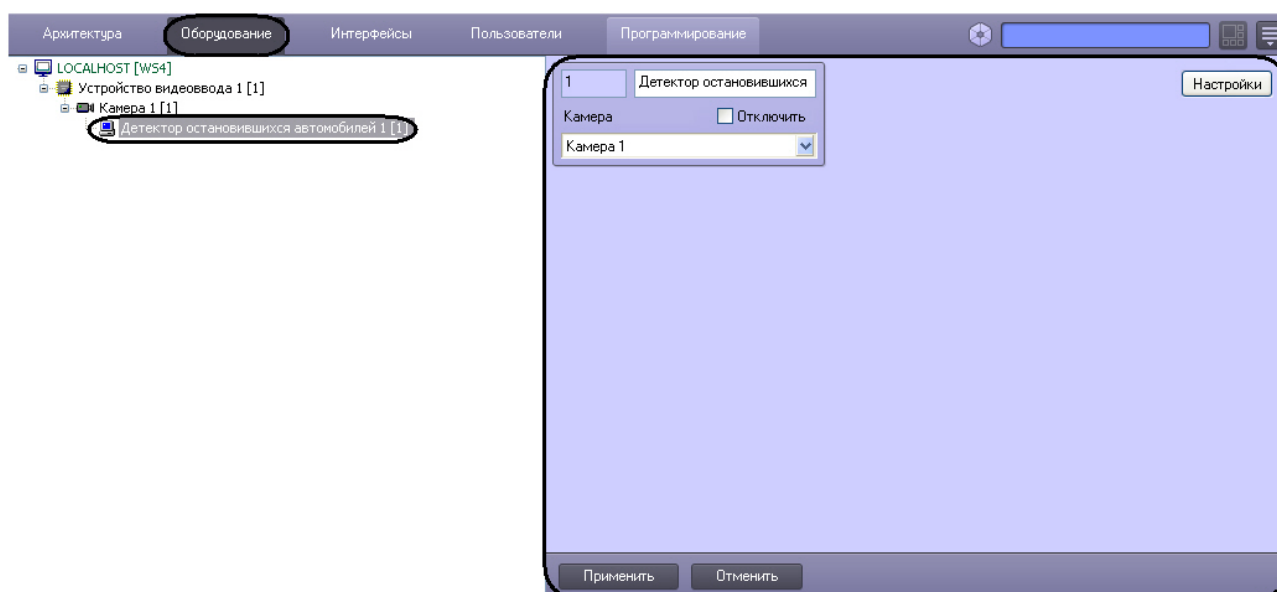 Архитектура Оборудование Интерфейсы Пользователи Программирование
LOCALHOST [WS4]
Устройство видеоввода 1 [1]
Камера 1 [1]
Детектор остановившихся автомобилей 1 [1]
1 Детектор остановившихся
Настройки
Камера Отключить
Камера 1
Применить Отменить